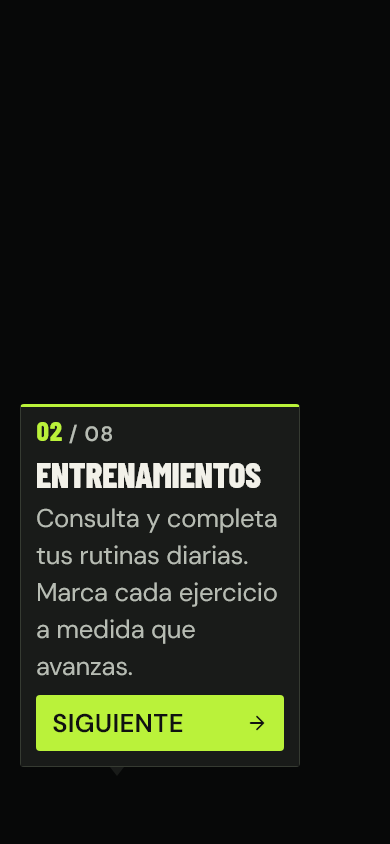 02 / 08
ENTRENAMIENTOS
Consulta y completa
tus rutinas diarias.
Marca cada ejercicio
a medida que
avanzas.
SIGUIENTE →